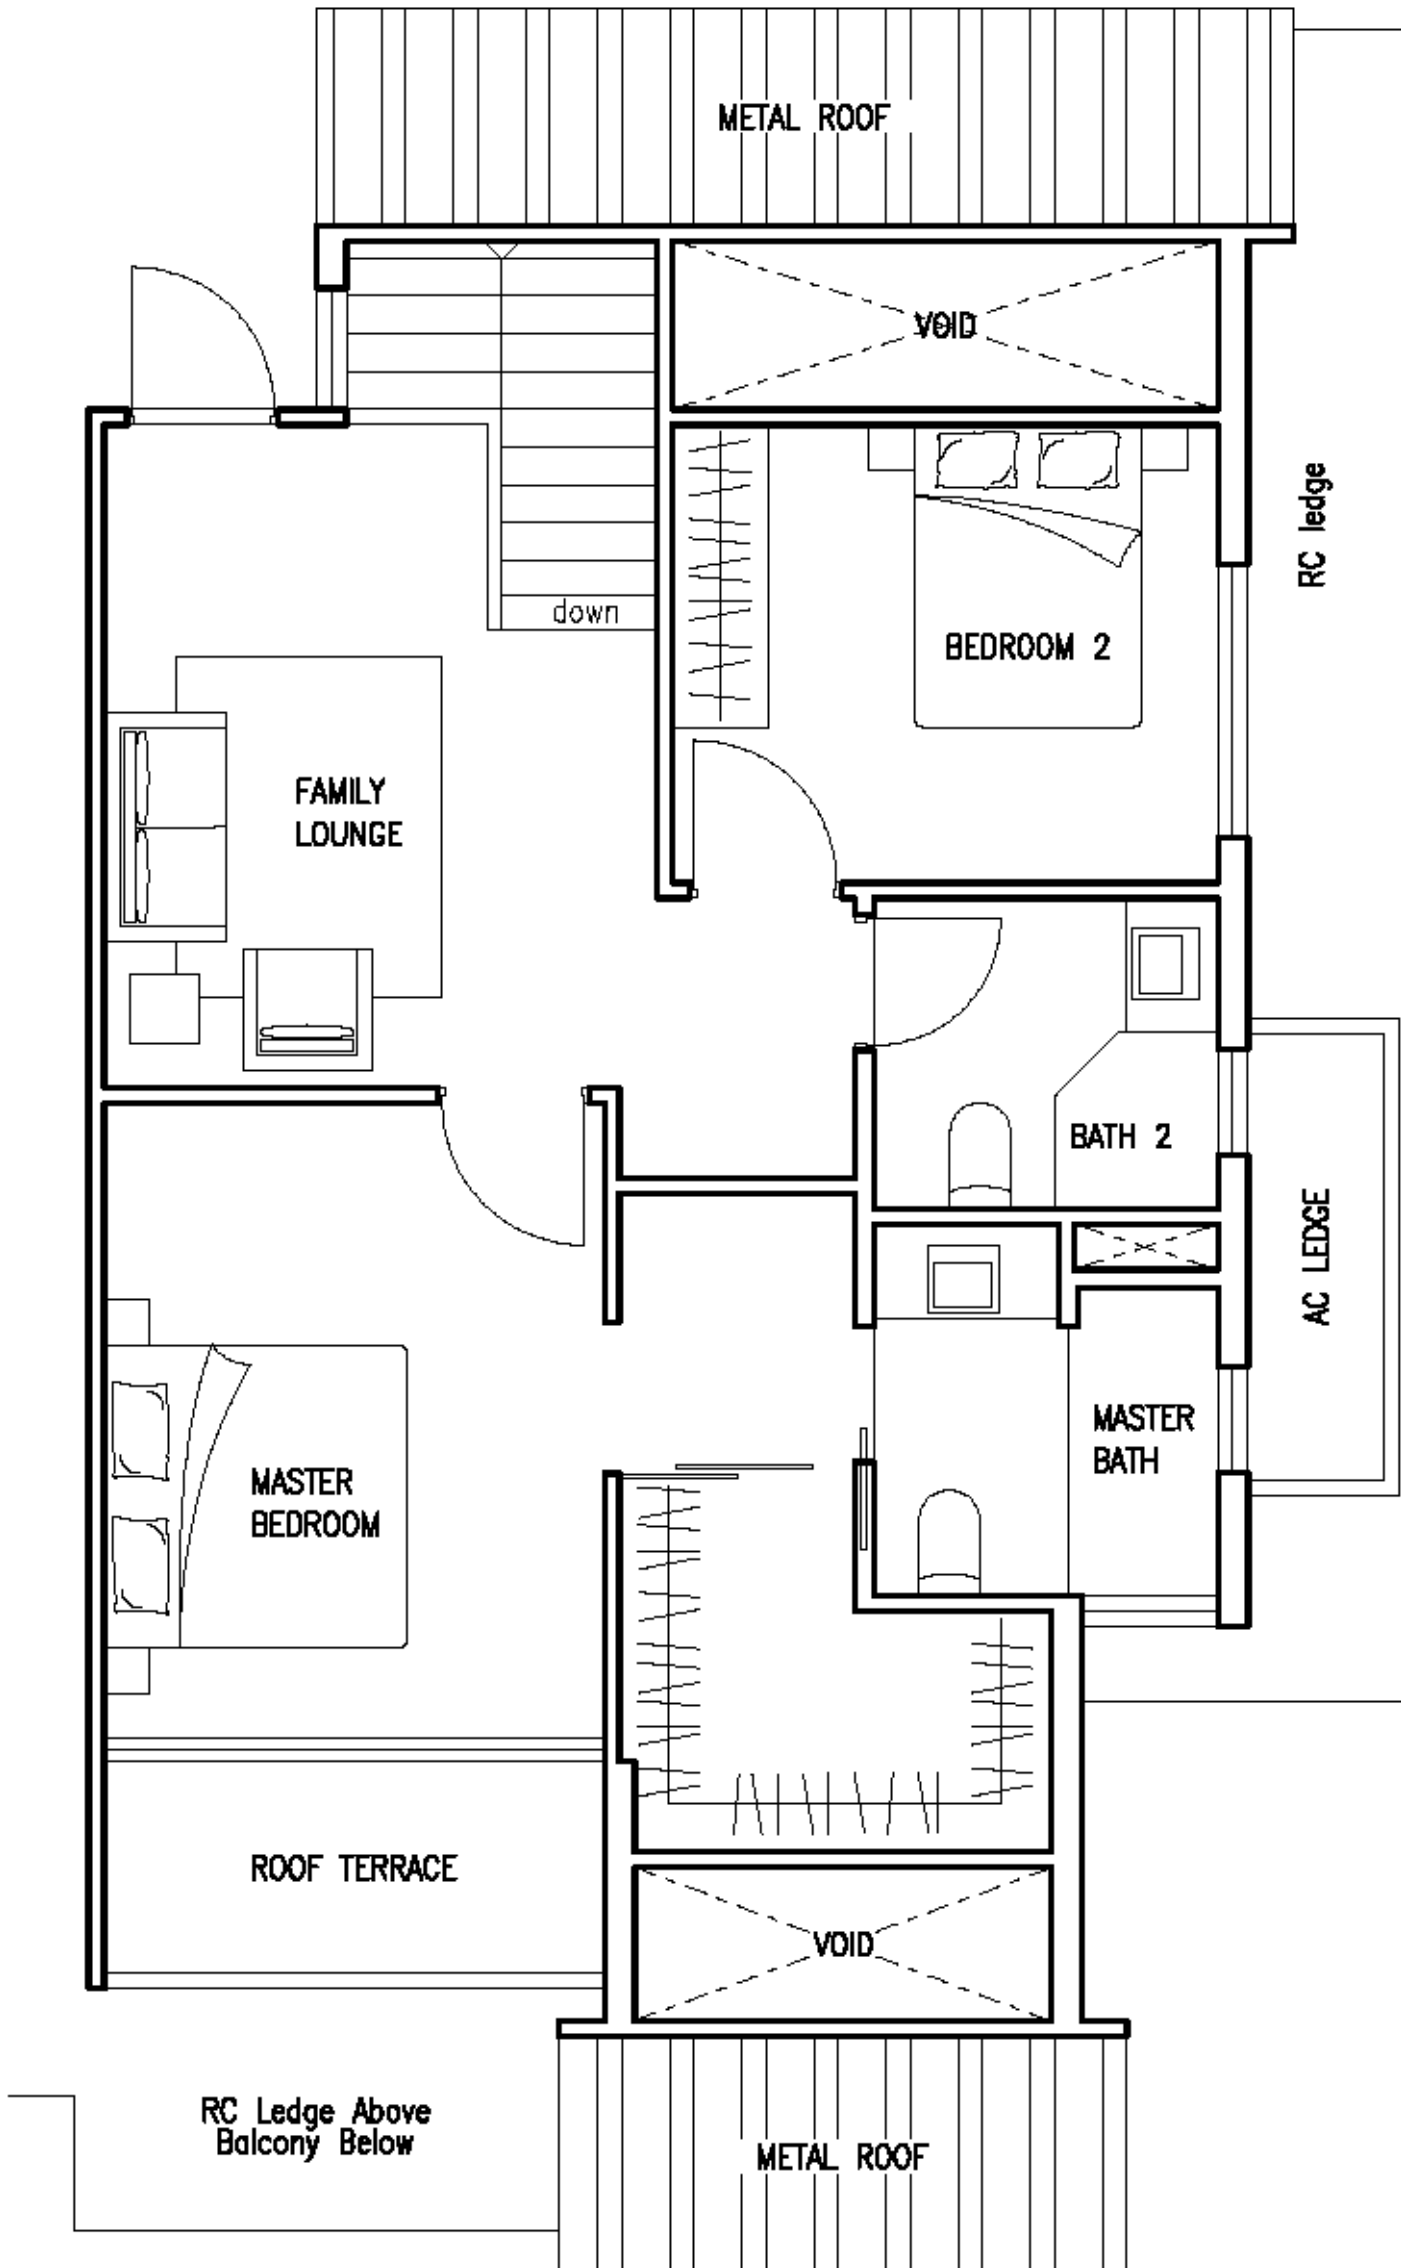 METAL ROOF
VOID
RC ledge
down
BEDROOM 2
FAMILY
LOUNGE
BATH 2
AC LEDGE
MASTER
BATH
MASTER
BEDROOM
ROOF TERRACE
VOID
RC Ledge Above
Balcony Below
METAL ROOF